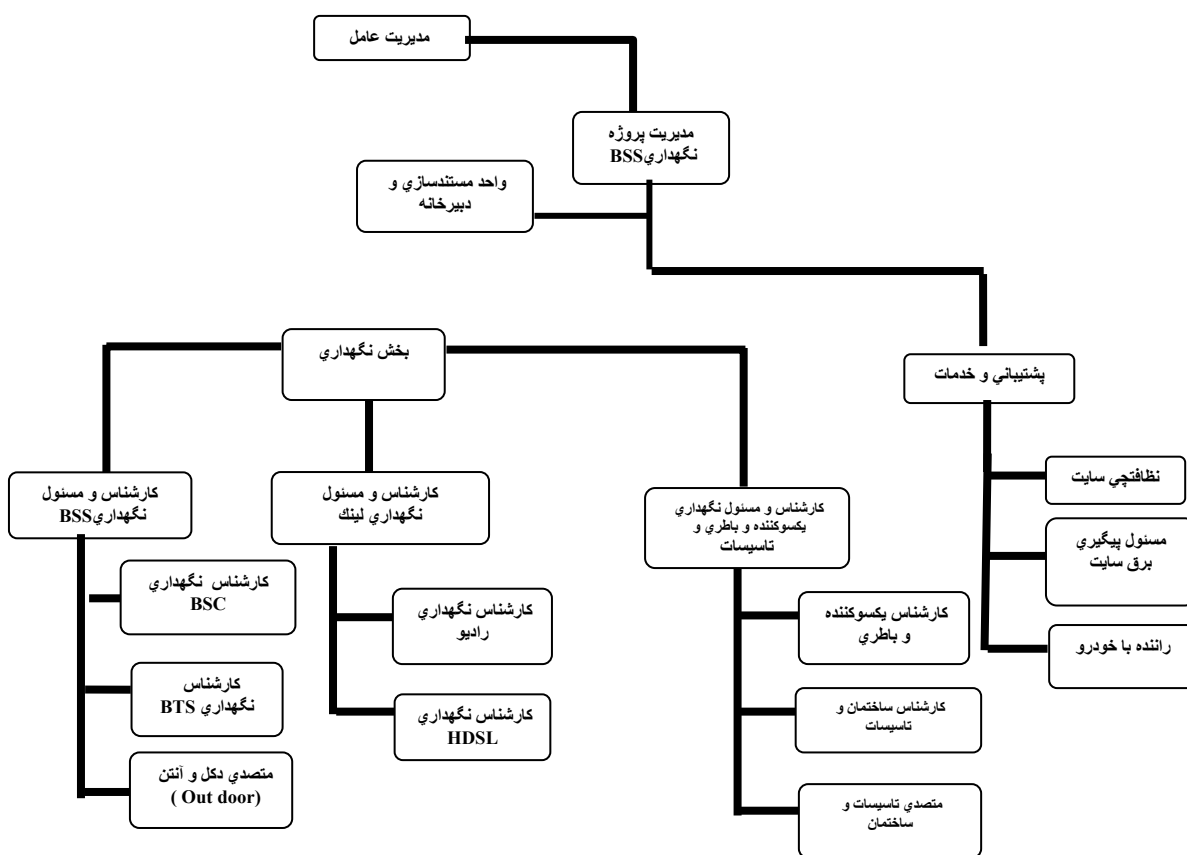 مديريت عامل
مديريت پروژه
نگهداريBSS
واحد مستندسازي و
دبيرخانه
بخش نگهداري
پشتيباني و خدمات
كارشناس و مسئول
نگهداريBSS
كارشناس و مسئول
نگهداري لينك
كارشناس و مسئول نگهداري
يكسوكننده و باطري و
تاسيسات
نظافتچي سايت
مسئول پيگيري
برق سايت
راننده با خودرو
كارشناس نگهداري
BSC
كارشناس
نگهداري BTS
متصدي دكل و آنتن
(Out door )
كارشناس نگهداري
راديو
كارشناس نگهداري
HDSL
كارشناس يكسوكننده
و باطري
كارشناس ساختمان و
تاسيسات
متصدي تاسيسات و
ساختمان